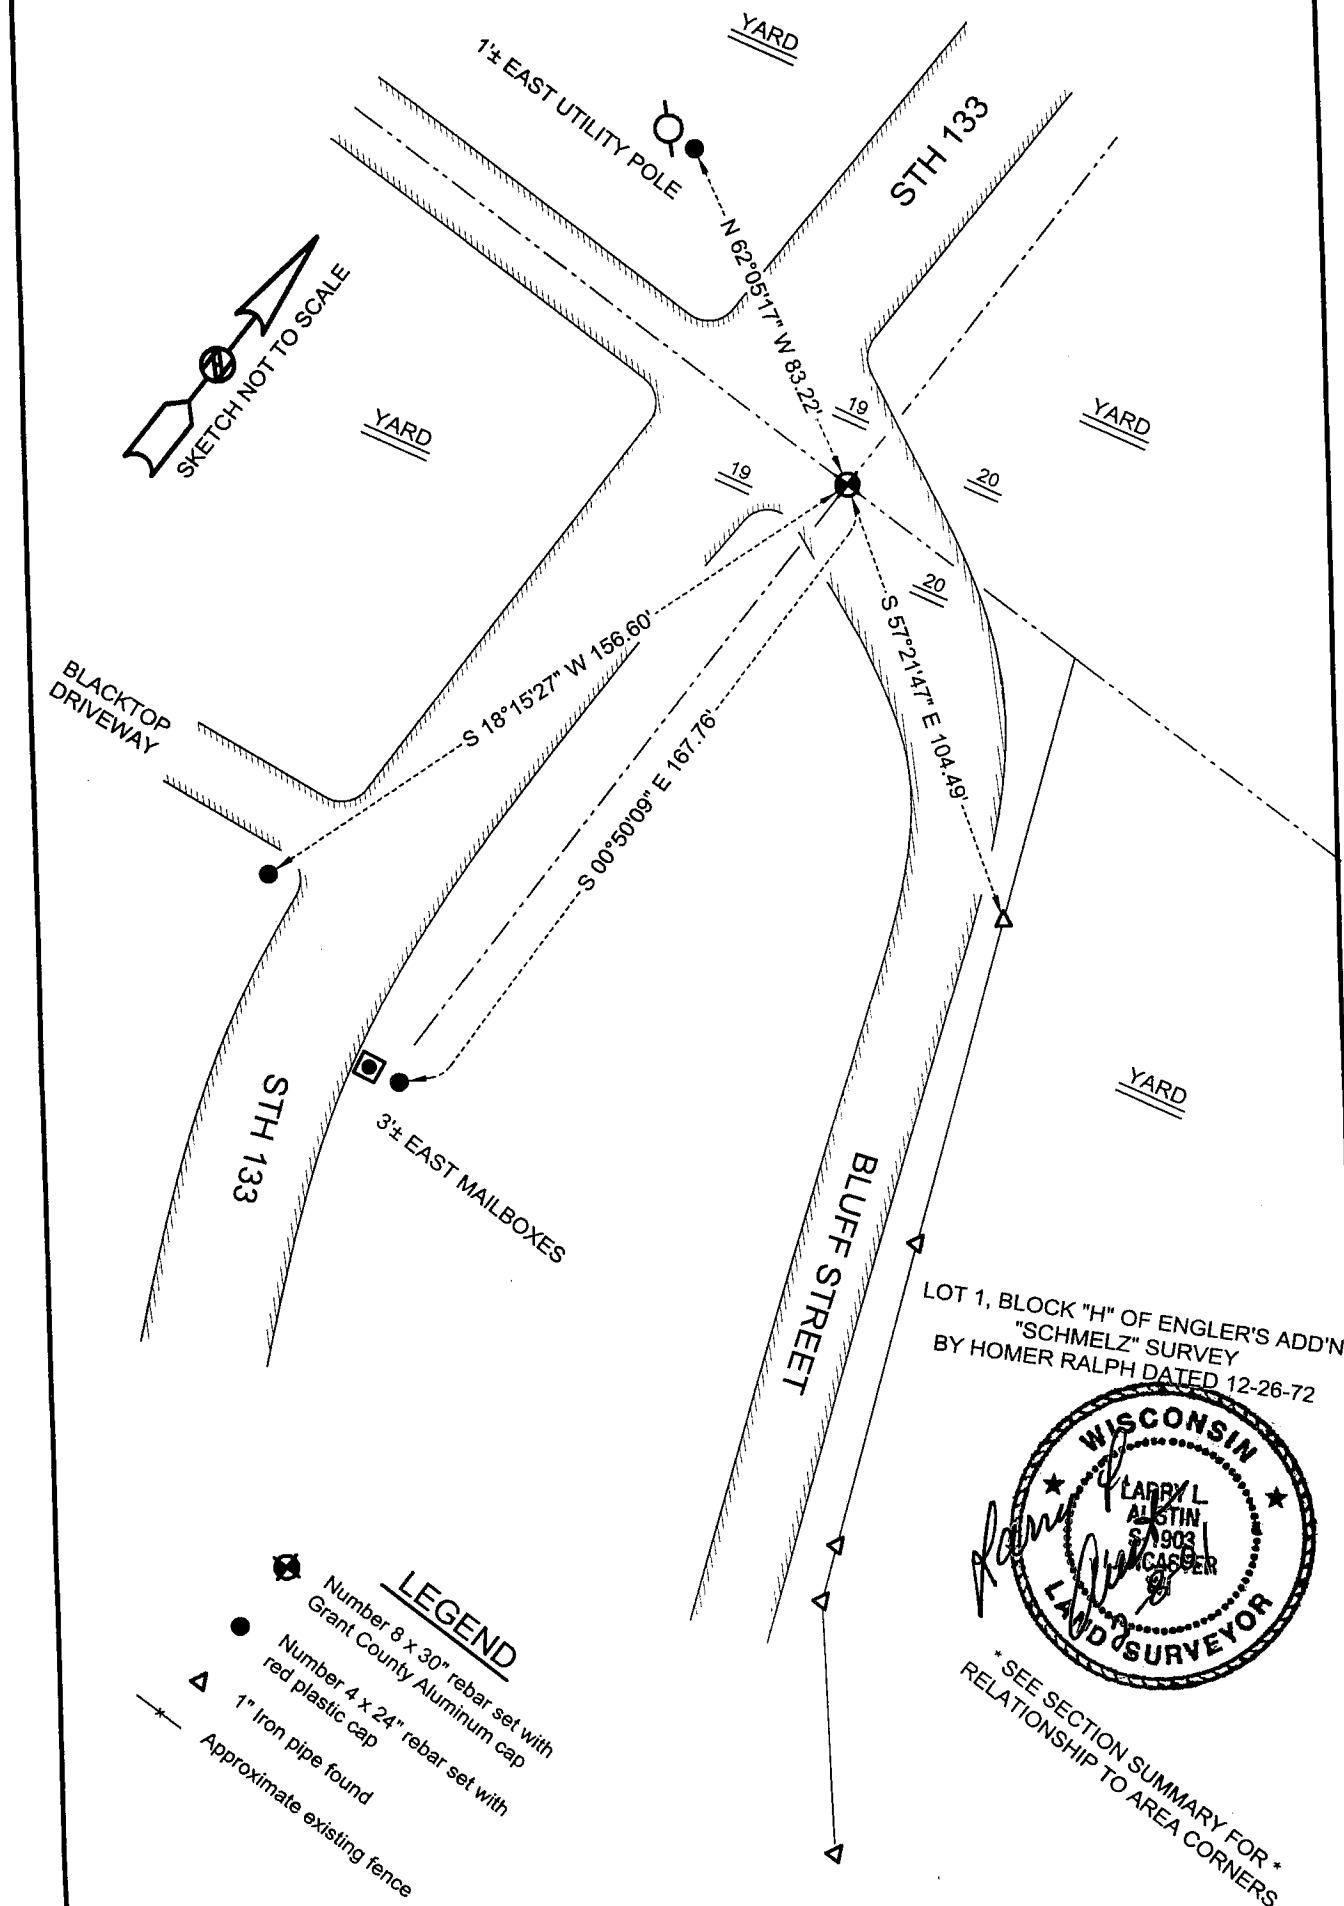 YARD
1'± EAST UTILITY POLE
STH 133
N 62°05'17" W 83.22'
SKETCH NOT TO SCALE
YARD
19
YARD
19
20
20
S 18°15'27" W 156.60'
S 57°21'47" E 104.49'
BLACKTOP
DRIVEWAY
S 00°50'09" E 167.76'
STH 133
3'± EAST MAILBOXES
YARD
BLUFF STREET
LOT 1, BLOCK "H" OF ENGLER'S ADD'N
"SCHMELZ" SURVEY
BY HOMER RALPH DATED 12-26-72
WISCONSIN
LARRY L.
AUSTIN
S-1903
LANCASTER
LAND SURVEYOR
LEGEND
Number 8 x 30" rebar set with
Grant County Aluminum cap
Number 4 x 24" rebar set with
red plastic cap
1" Iron pipe found
Approximate existing fence
* SEE SECTION SUMMARY FOR *
RELATIONSHIP TO AREA CORNERS